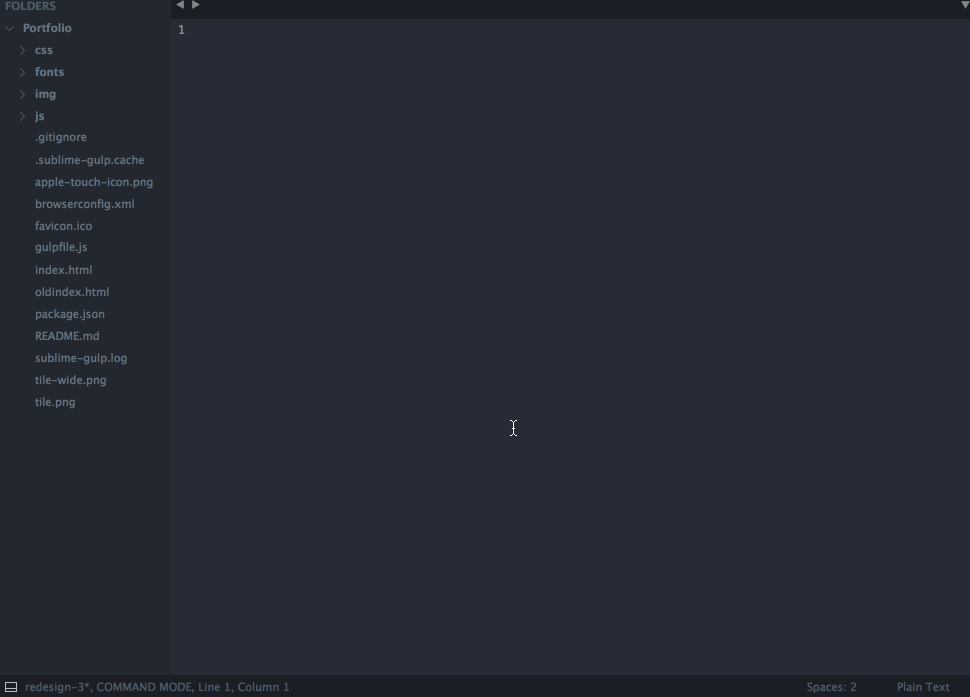 FOLDERS
Portfolio
css
fonts
img
js
.gitignore
.sublime-gulp.cache
apple-touch-icon.png
browserconfig.xml
favicon.ico
gulpfile.js
index.html
oldindex.html
package.json
README.md
sublime-gulp.log
tile-wide.png
tile.png
1
redesign-3*, COMMAND MODE, Line 1, Column 1
Spaces: 2
Plain Text